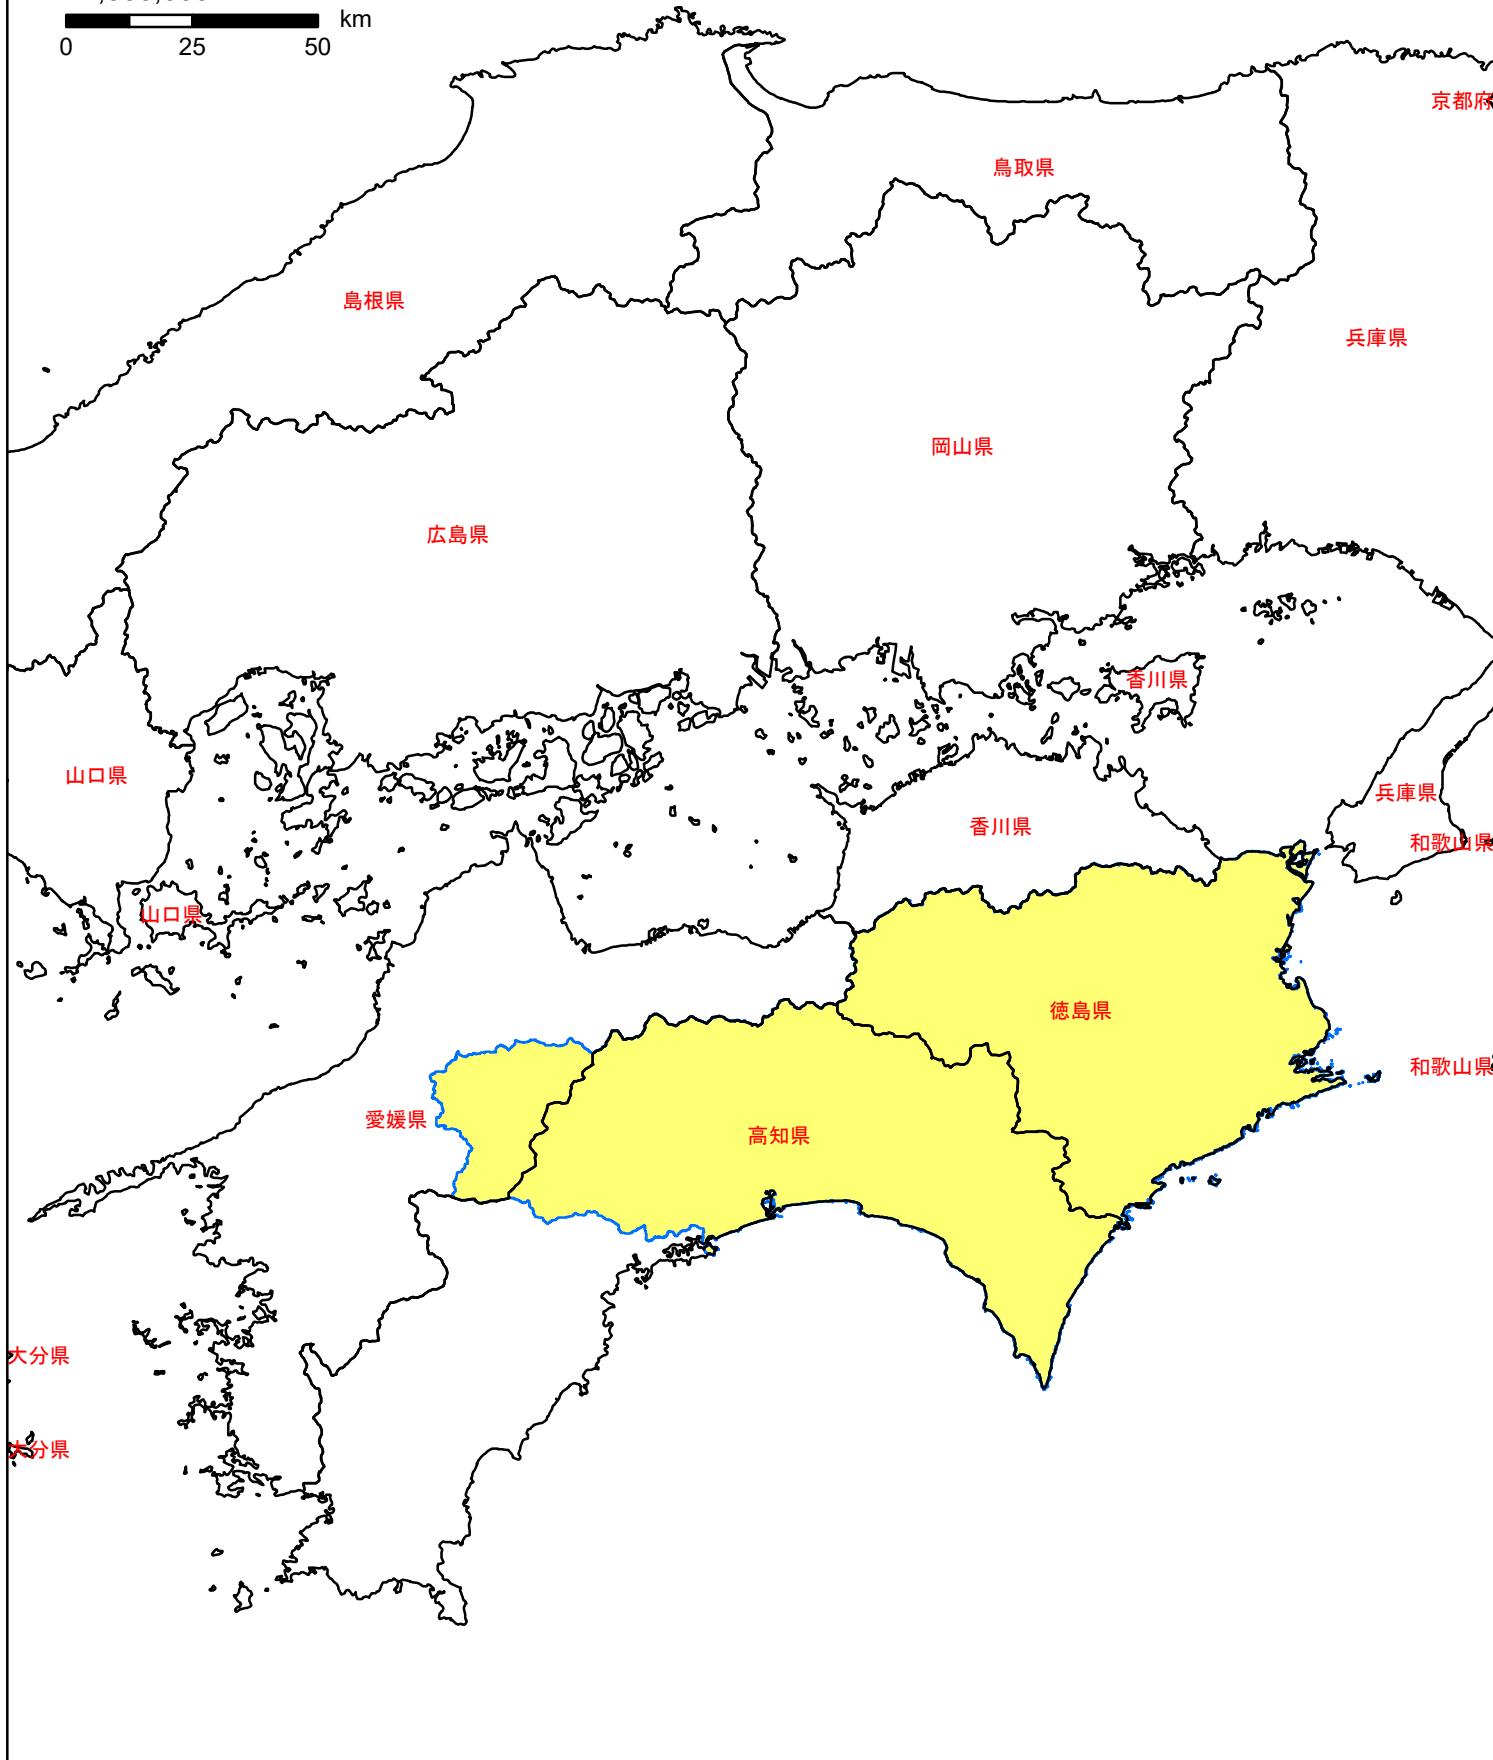 km
0 25 50
京都府
鳥取県
島根県
兵庫県
岡山県
広島県
香川県
山口県
兵庫県
香川県
和歌山県
山口県
徳島県
和歌山県
愛媛県
高知県
大分県
大分県